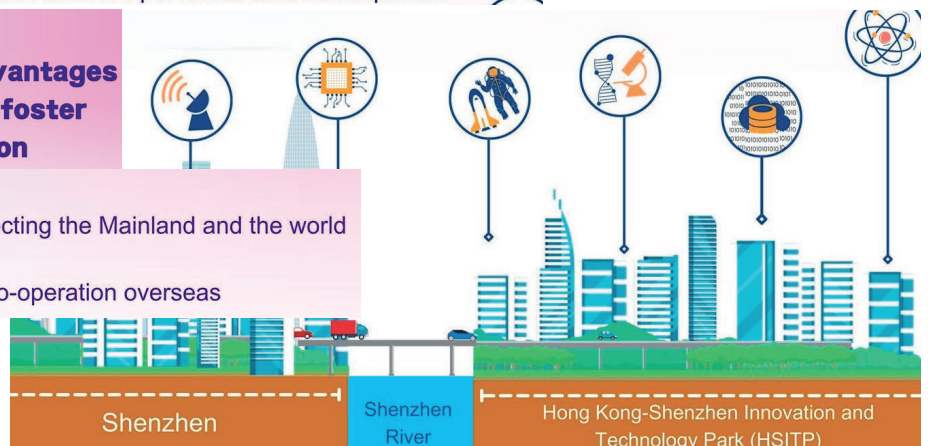 vantages
foster
on
ecting the Mainland and the world
o-operation overseas
Shenzhen
Shenzhen
River
Hong Kong-Shenzhen Innovation and
Technology Park (HSITP)